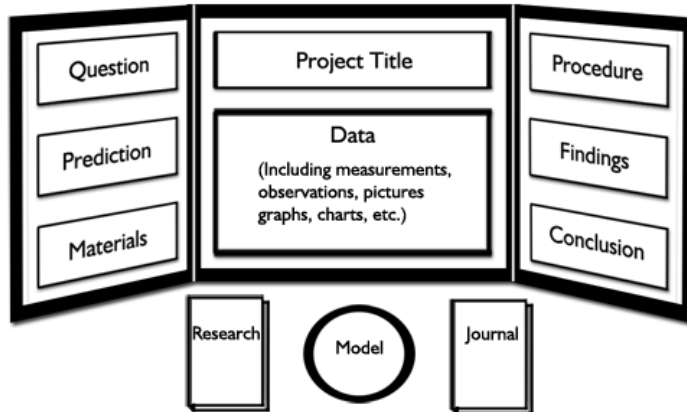 Question
Prediction
Materials
Project Title
Data
(Including measurements,
observations, pictures
graphs, charts, etc.)
Procedure
Findings
Conclusion
Research
Model
Journal